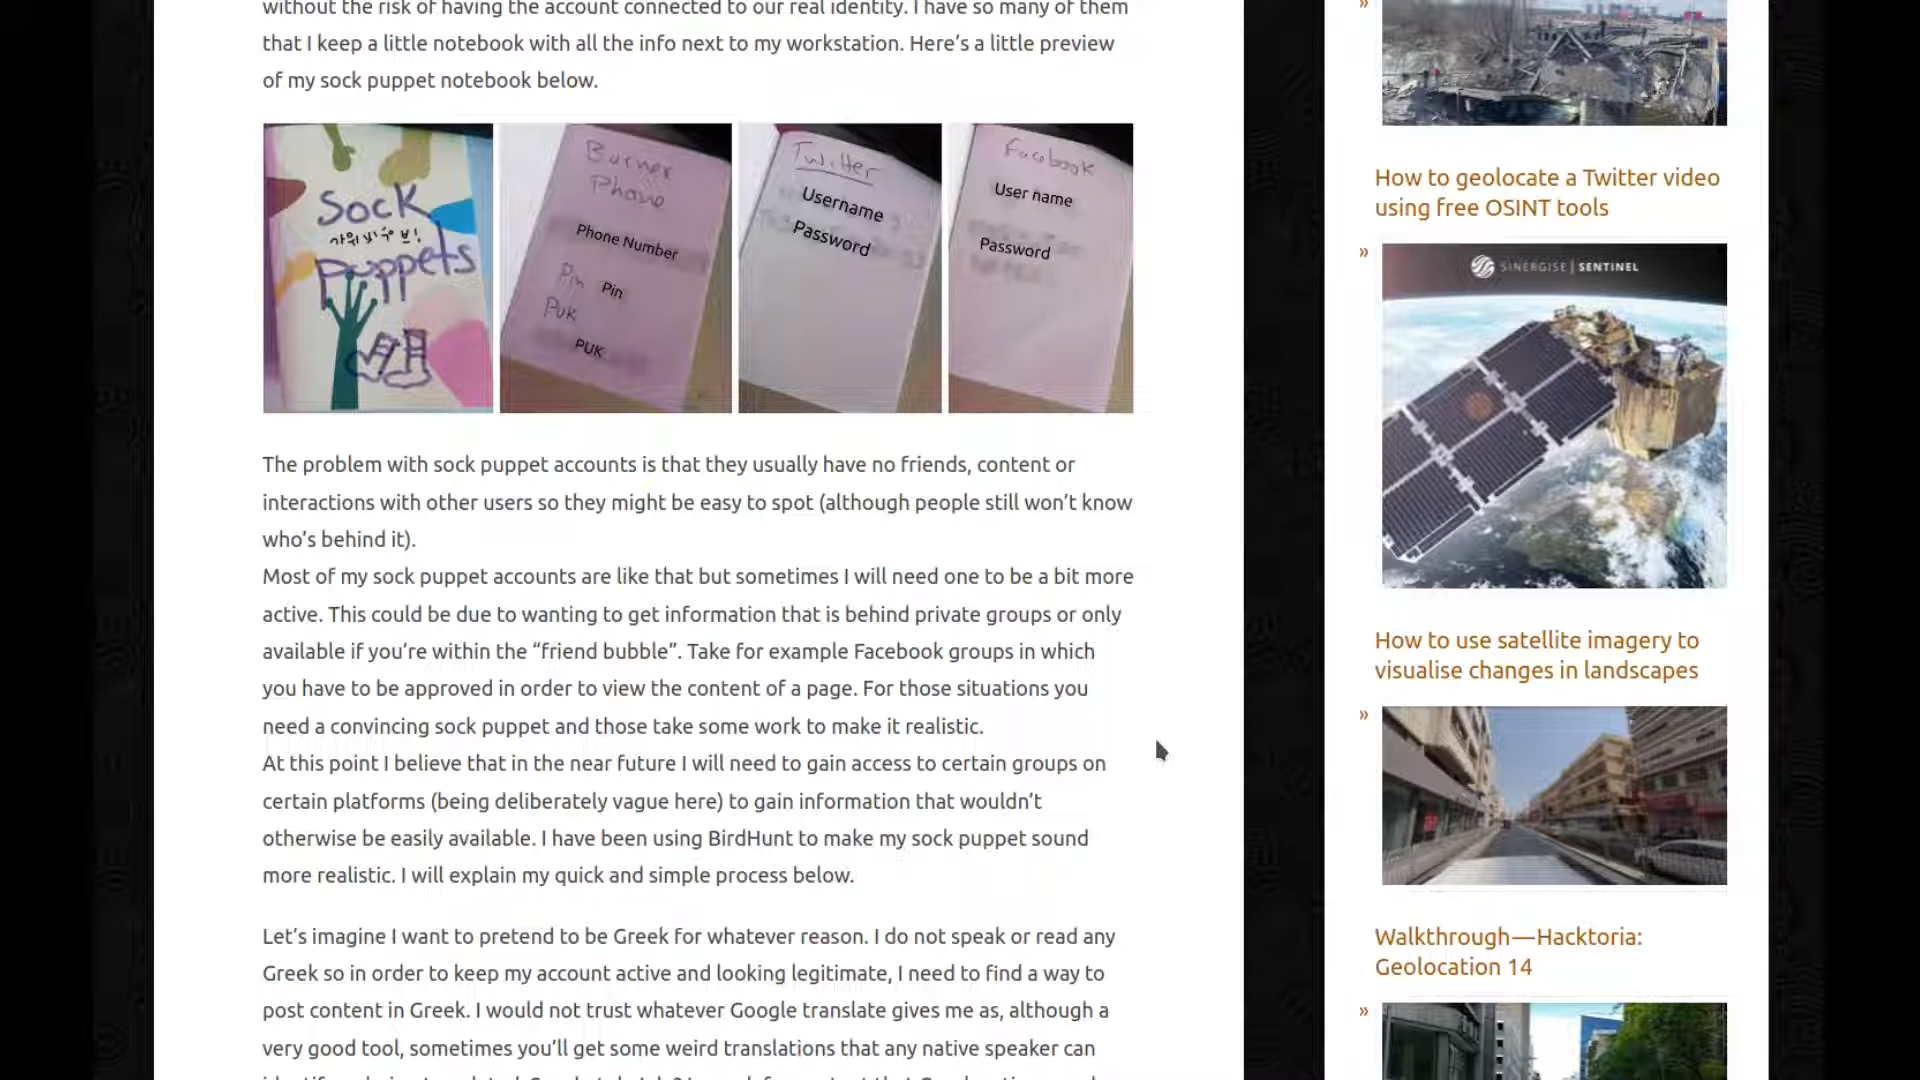 without the risk of having the account connected to our real identity. I have so many of them
that I keep a little notebook with all the info next to my workstation. Here’s a little preview
of my sock puppet notebook below.
Sock
가위 바위 보!
puppets
Burner
Phone
Phone Number
Pin Pin
Puk
PUK
Twitter
Username
Password
Facebook
User name
Password
The problem with sock puppet accounts is that they usually have no friends, content or
interactions with other users so they might be easy to spot (although people still won’t know
who’s behind it).
Most of my sock puppet accounts are like that but sometimes I will need one to be a bit more
active. This could be due to wanting to get information that is behind private groups or only
available if you’re within the “friend bubble”. Take for example Facebook groups in which
you have to be approved in order to view the content of a page. For those situations you
need a convincing sock puppet and those take some work to make it realistic.
At this point I believe that in the near future I will need to gain access to certain groups on
certain platforms (being deliberately vague here) to gain information that wouldn’t
otherwise be easily available. I have been using BirdHunt to make my sock puppet sound
more realistic. I will explain my quick and simple process below.
Let’s imagine I want to pretend to be Greek for whatever reason. I do not speak or read any
Greek so in order to keep my account active and looking legitimate, I need to find a way to
post content in Greek. I would not trust whatever Google translate gives me as, although a
very good tool, sometimes you’ll get some weird translations that any native speaker can
»
How to geolocate a Twitter video
using free OSINT tools
»
SINERGISE | SENTINEL
How to use satellite imagery to
visualise changes in landscapes
»
Walkthrough—Hacktoria:
Geolocation 14
»